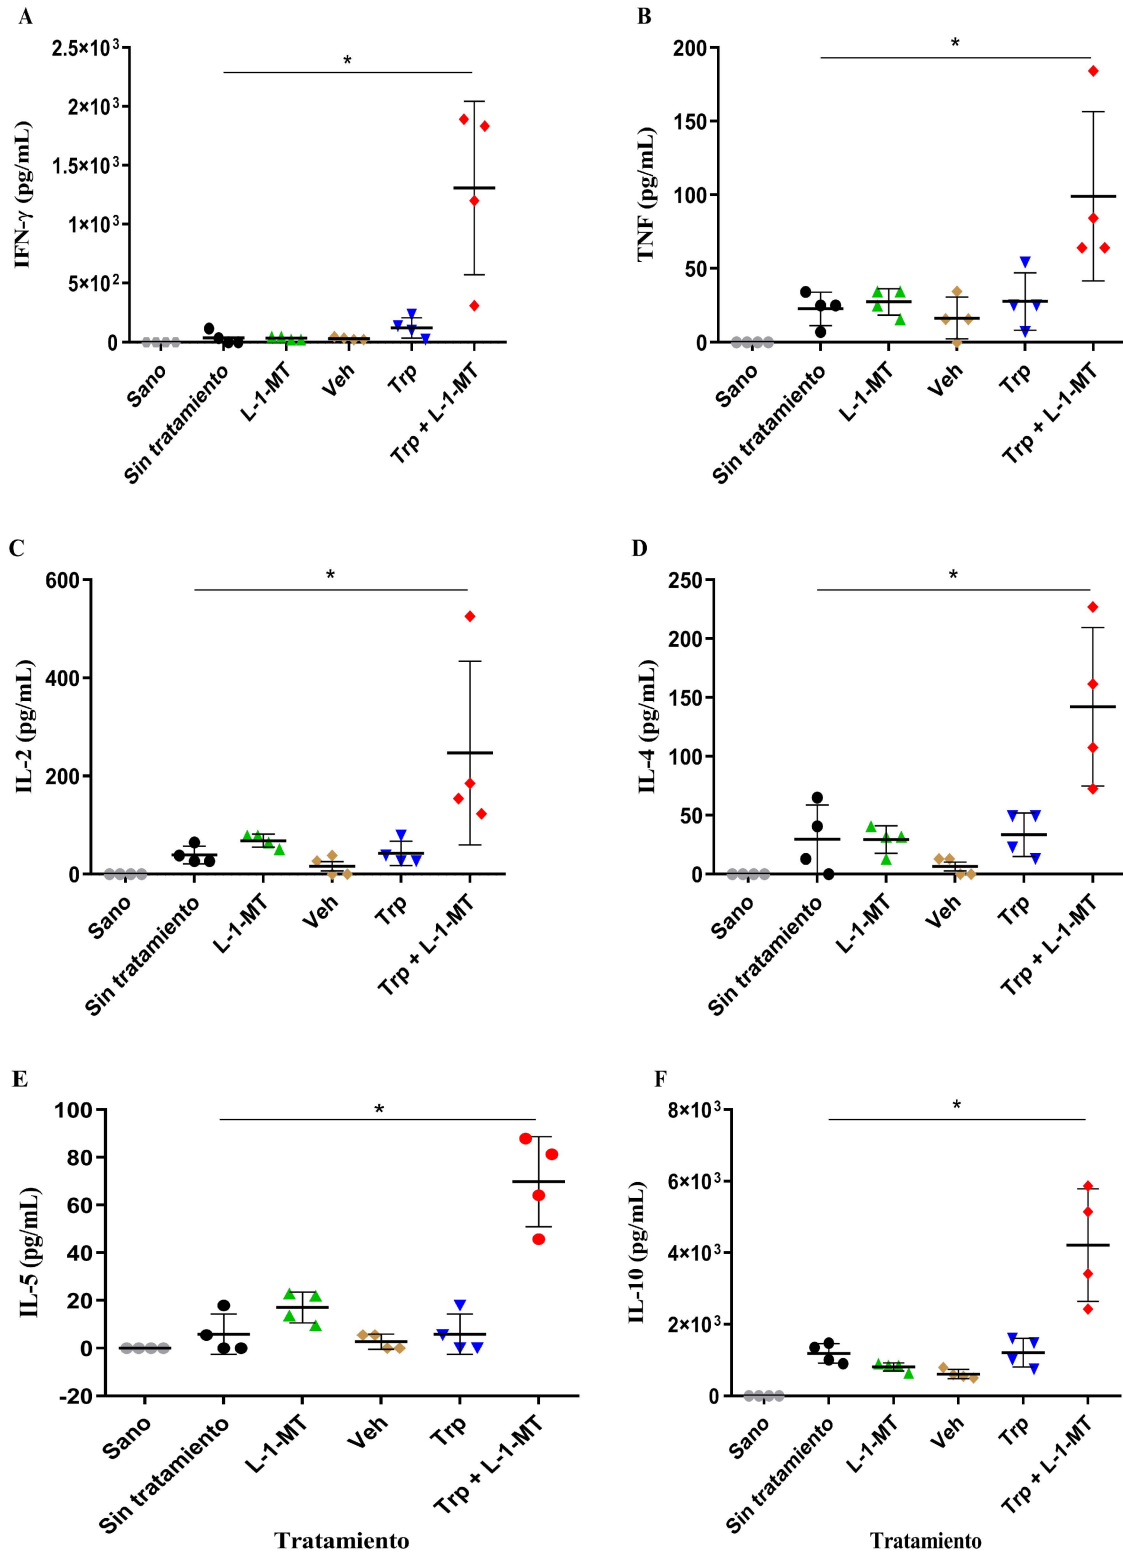 A
IFN-γ (pg/mL)
2.5×10³
2×10³
1.5×10³
1×10³
5×10²
0
*
Sano
Sin tratamiento
L-1-MT
Veh
Trp
Trp + L-1-MT
B
TNF (pg/mL)
200
150
100
50
0
*
Sano
Sin tratamiento
L-1-MT
Veh
Trp
Trp + L-1-MT
C
IL-2 (pg/mL)
600
400
200
0
*
Sano
Sin tratamiento
L-1-MT
Veh
Trp
Trp + L-1-MT
D
IL-4 (pg/mL)
250
200
150
100
50
0
*
Sano
Sin tratamiento
L-1-MT
Veh
Trp
Trp + L-1-MT
E
IL-5 (pg/mL)
100
80
60
40
20
0
-20
*
Sano
Sin tratamiento
L-1-MT
Veh
Trp
Trp + L-1-MT
Tratamiento
F
IL-10 (pg/mL)
8×10³
6×10³
4×10³
2×10³
0
*
Sano
Sin tratamiento
L-1-MT
Veh
Trp
Trp + L-1-MT
Tratamiento